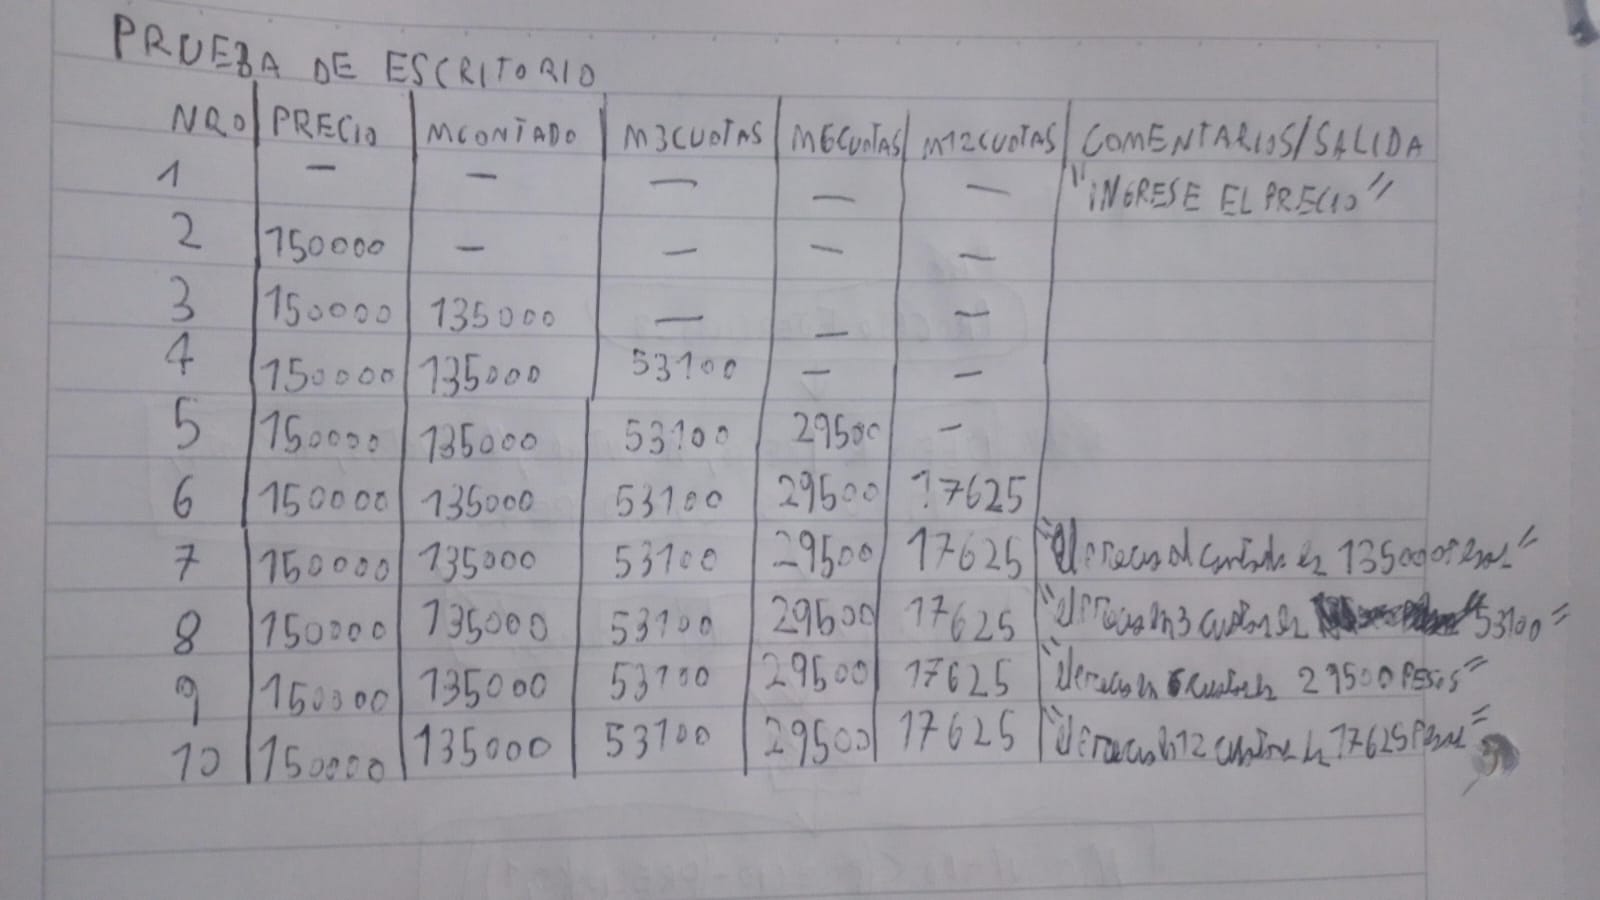 PRUEBA DE ESCRITORIO
NRO PRECIO MCONTADO M3CUOTAS M6CUOTAS M12CUOTAS COMENTARIOS/SALIDA
1 — — — — — "INGRESE EL PRECIO"
2 150000 — — — —
3 150000 135000 — — —
4 150000 135000 53100 — —
5 150000 135000 53100 29500 —
6 150000 135000 53100 29500 17625
7 150000 135000 53100 29500 17625 "el precio al contado es 135000 pesos"
8 150000 135000 53100 29500 17625 "el precio en 3 cuotas es 53100"
9 150000 135000 53100 29500 17625 "el precio en 6 cuotas es 29500 PESOS"
10 150000 135000 53100 29500 17625 "el precio en 12 cuotas es 17625 pesos"